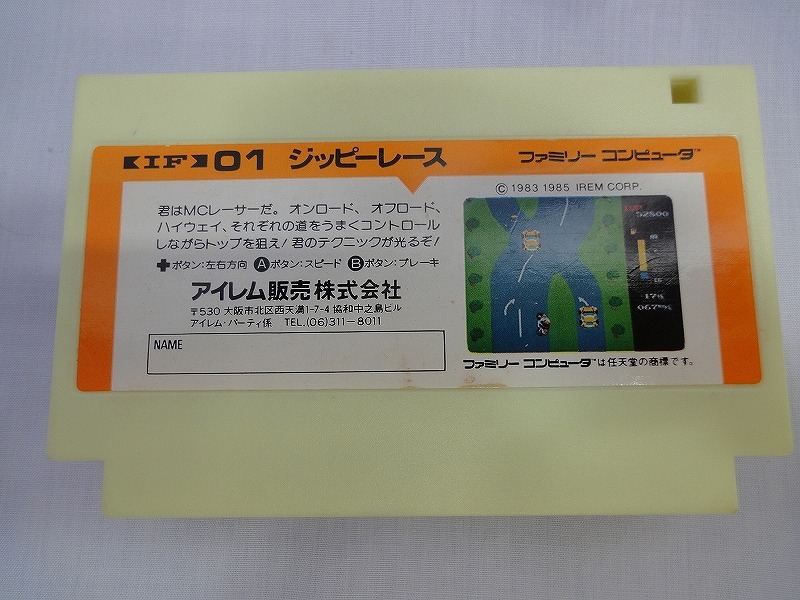 IF 01 ジッピーレース ファミリー コンピュータ™
© 1983 1985 IREM CORP.
君はMCレーサーだ。オンロード、オフロード、
ハイウェイ、それぞれの道をうまくコントロール
しながらトップを狙え!君のテクニックが光るぞ!
✚ボタン:左右方向 Ⓐボタン:スピード Ⓑボタン:ブレーキ
アイレム販売株式会社
〒530 大阪市北区西天満1-7-4 協和中之島ビル
アイレム・パーティ係 TEL.(06)311-8011
NAME
52800
ファミリー コンピュータ™は任天堂の商標です。